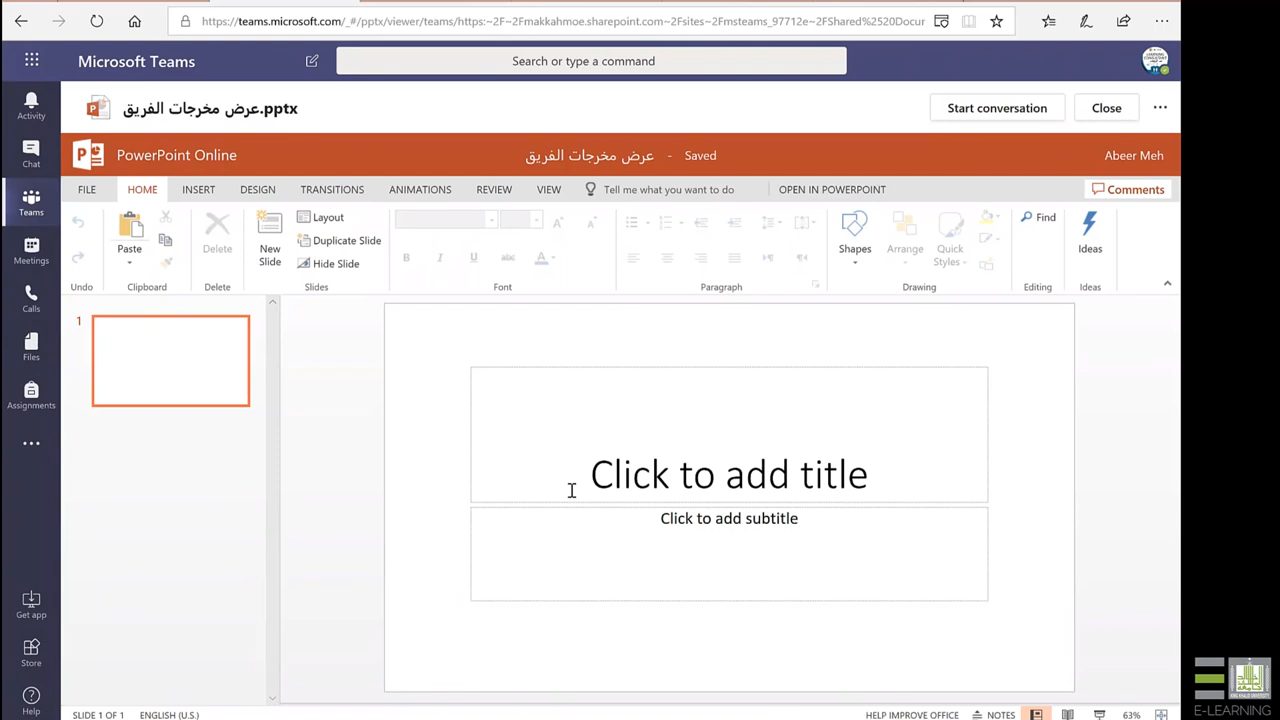 https://teams.microsoft.com/_#/pptx/viewer/teams/https:~2F~2Fmakkahmoe.sharepoint.com~2Fsites~2Fmsteams_97712e~2FShared%2520Docur
Microsoft Teams
Search or type a command
عرض مخرجات الفريق.pptx
Start conversation
Close
PowerPoint Online
عرض مخرجات الفريق - Saved
Abeer Meh
FILE
HOME
INSERT
DESIGN
TRANSITIONS
ANIMATIONS
REVIEW
VIEW
Tell me what you want to do
OPEN IN POWERPOINT
Comments
Paste
Delete
New
Slide
Layout
Duplicate Slide
Hide Slide
B I U abc A
Shapes
Arrange
Quick
Styles
Find
Ideas
Undo
Clipboard
Delete
Slides
Font
Paragraph
Drawing
Editing
Ideas
Activity
Chat
Teams
Meetings
Calls
Files
Assignments
Get app
Store
Help
1
Click to add title
Click to add subtitle
SLIDE 1 OF 1
ENGLISH (U.S.)
HELP IMPROVE OFFICE
NOTES
63%
E-LEARNING